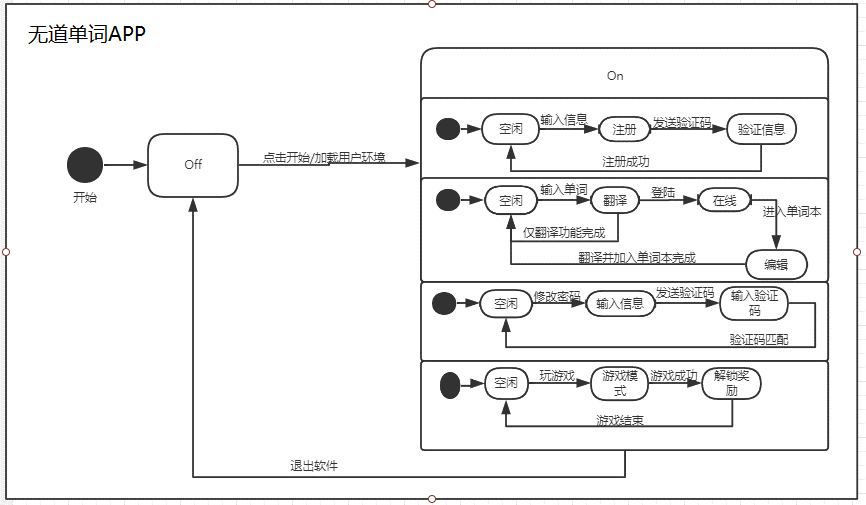 无道单词APP
On
空闲
输入信息
注册
发送验证码
验证信息
注册成功
开始
Off
点击开始/加载用户环境
空闲
输入单词
翻译
登陆
在线
进入单词本
仅翻译功能完成
翻译并加入单词本完成
编辑
空闲
修改密码
输入信息
发送验证码
输入验证
码
验证码匹配
空闲
玩游戏
游戏模
式
游戏成功
解锁奖
励
游戏结束
退出软件